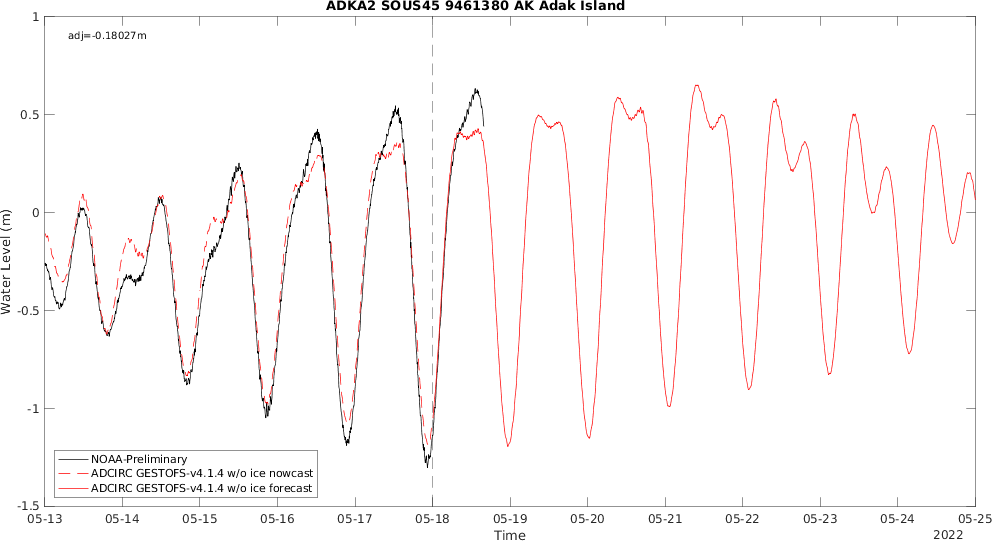 ADKA2 SOUS45 9461380 AK Adak Island
adj=-0.18027m
1
0.5
0
-0.5
-1
-1.5
Water Level (m)
NOAA-Preliminary
ADCIRC GESTOFS-v4.1.4 w/o ice nowcast
ADCIRC GESTOFS-v4.1.4 w/o ice forecast
05-13 05-14 05-15 05-16 05-17 05-18 05-19 05-20 05-21 05-22 05-23 05-24 05-25
Time
2022